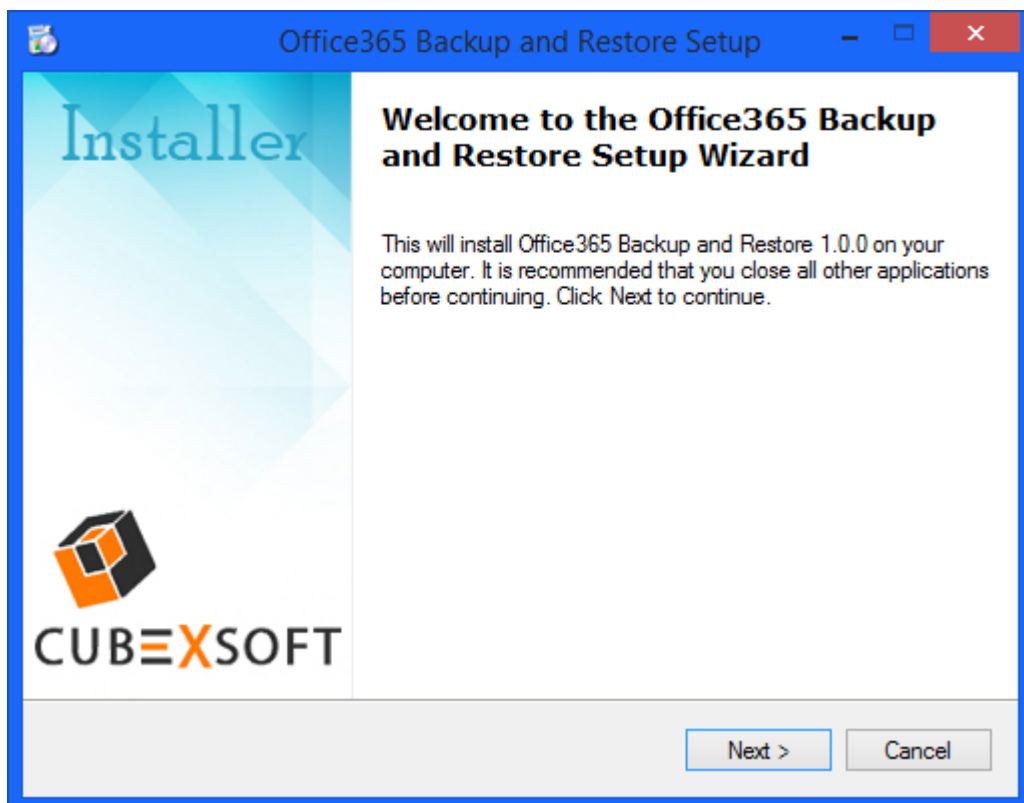 Office365 Backup and Restore Setup
Installer
Welcome to the Office365 Backup
and Restore Setup Wizard
This will install Office365 Backup and Restore 1.0.0 on your
computer. It is recommended that you close all other applications
before continuing. Click Next to continue.
CUBEXSOFT
Next >
Cancel